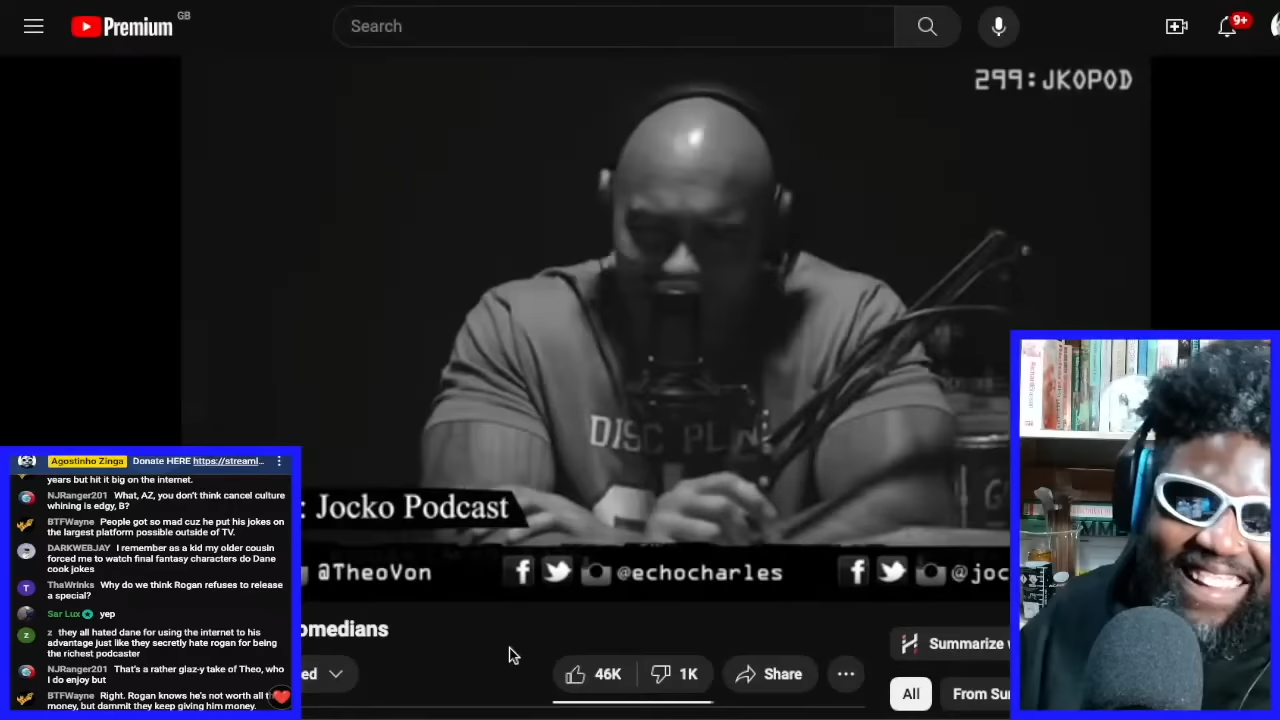 Premium
GB
Search
9+
299:JKOPOD
DISC PLINE
: Jocko Podcast
@TheoVon
@echocharles
@joc
omedians
ed
46K
1K
Share
Summarize w
All
From Su
Agostinho Zinga Donate HERE https://streaml...
years but hit it big on the internet.
NJRanger201 What, AZ, you don't think cancel culture
whining is edgy, B?
BTFWayne People got so mad cuz he put his jokes on
the largest platform possible outside of TV.
DARKWEBJAY I remember as a kid my older cousin
forced me to watch final fantasy characters do Dane
cook jokes
ThaWrinks Why do we think Rogan refuses to release
a special?
Sar Lux yep
z they all hated dane for using the internet to his
advantage just like they secretly hate rogan for being
the richest podcaster
NJRanger201 That's a rather glaz-y take of Theo, who
I do enjoy but
BTFWayne Right. Rogan knows he's not worth all t
money, but dammit they keep giving him money.